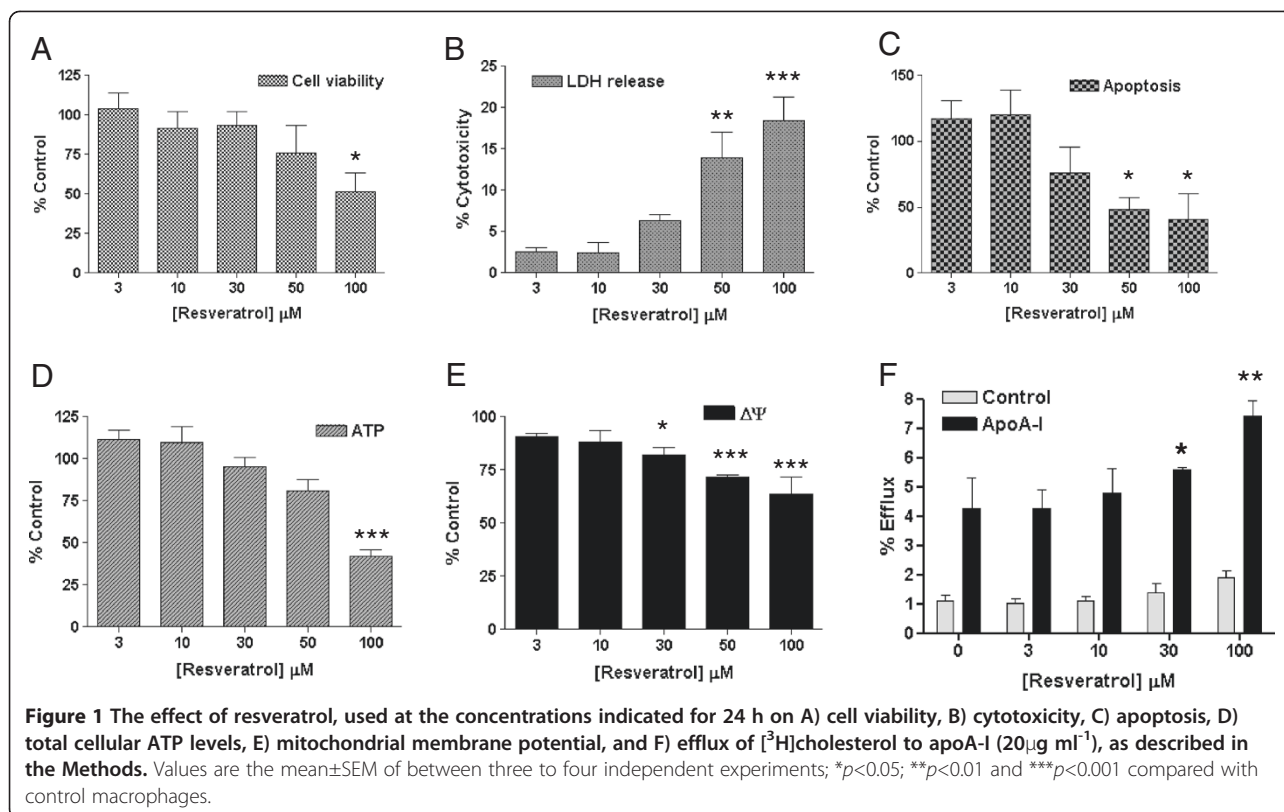 A
125
100
75
50
25
0
% Control
Cell viability
*
3 10 30 50 100
[Resveratrol] μM
B
25
20
15
10
5
0
% Cytotoxicity
LDH release
**
***
3 10 30 50 100
[Resveratrol] μM
C
150
100
50
0
% Control
Apoptosis
*
*
3 10 30 50 100
[Resveratrol] μM
D
125
100
75
50
25
0
% Control
ATP
***
3 10 30 50 100
[Resveratrol] μM
E
100
75
50
25
0
% Control
ΔΨ
*
***
***
3 10 30 50 100
[Resveratrol] μM
F
8
7
6
5
4
3
2
1
0
% Efflux
Control
ApoA-I
*
**
0 3 10 30 100
[Resveratrol] μM
Figure 1 The effect of resveratrol, used at the concentrations indicated for 24 h on A) cell viability, B) cytotoxicity, C) apoptosis, D)
total cellular ATP levels, E) mitochondrial membrane potential, and F) efflux of [³H]cholesterol to apoA-I (20μg ml⁻¹), as described in
the Methods. Values are the mean±SEM of between three to four independent experiments; *p<0.05; **p<0.01 and ***p<0.001 compared with
control macrophages.